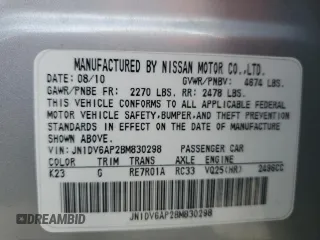 MANUFACTURED BY NISSAN MOTOR CO.,LTD.
DATE: 08/10 GVWR/PNBV: 4674 LBS.
GAWR/PNBE FR: 2270 LBS. RR: 2478 LBS.
THIS VEHICLE CONFORMS TO ALL APPLICABLE FEDERAL
MOTOR VEHICLE SAFETY,BUMPER,AND THEFT PREVENTION
STANDARDS IN EFFECT ON THE DATE OF
MANUFACTURE SHOWN ABOVE.
VIN:JN1DV6AP2BM830298 PASSENGER CAR
COLOR TRIM TRANS AXLE ENGINE
K23 G RE7R01A RC33 VQ25(HR) 2496CC
JN1DV6AP2BM830298